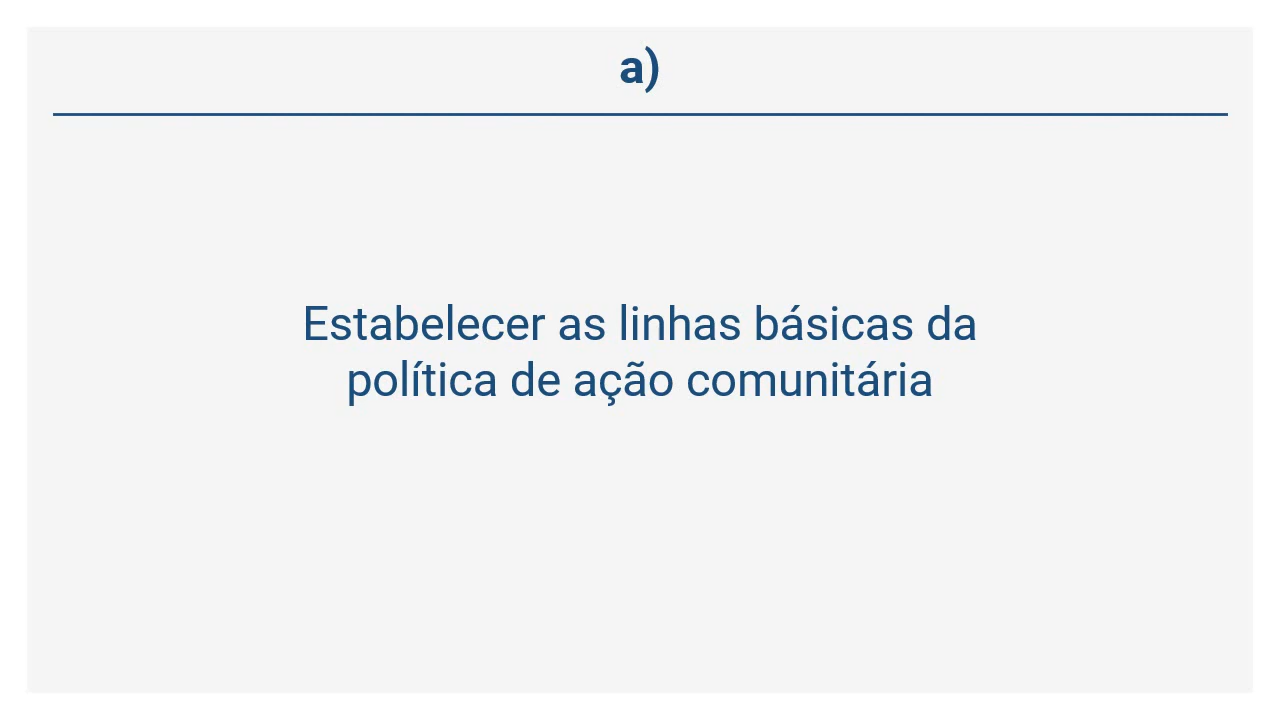 a)
Estabelecer as linhas básicas da
política de ação comunitária